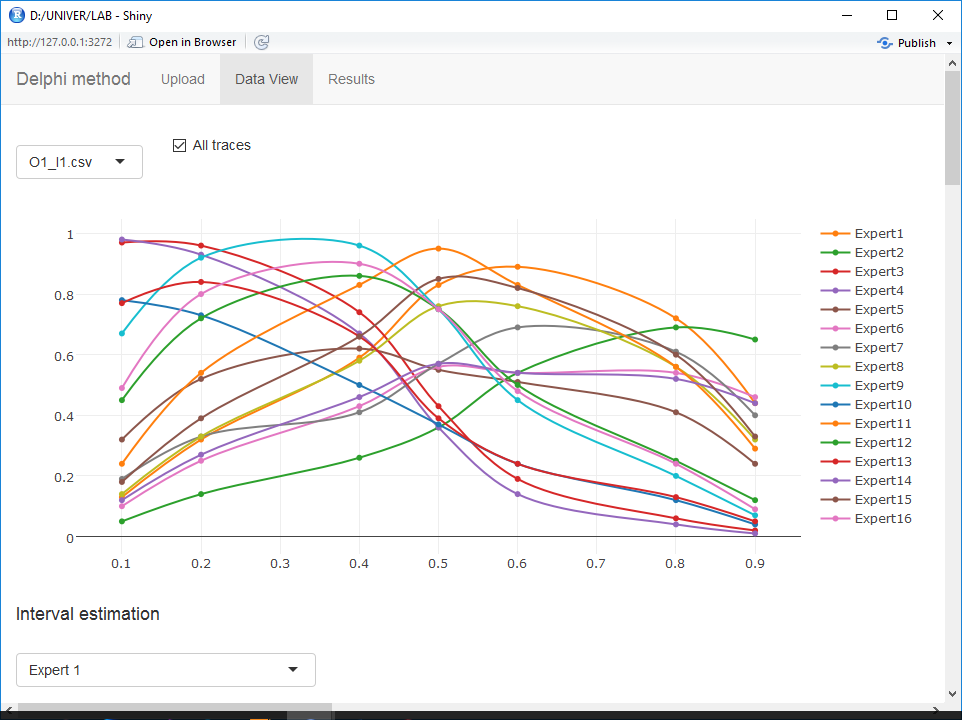 D:/UNIVER/LAB - Shiny
http://127.0.0.1:3272 Open in Browser Publish
Delphi method Upload Data View Results
O1_I1.csv All traces
1
0.8
0.6
0.4
0.2
0
0.1 0.2 0.3 0.4 0.5 0.6 0.7 0.8 0.9
Expert1
Expert2
Expert3
Expert4
Expert5
Expert6
Expert7
Expert8
Expert9
Expert10
Expert11
Expert12
Expert13
Expert14
Expert15
Expert16
Interval estimation
Expert 1